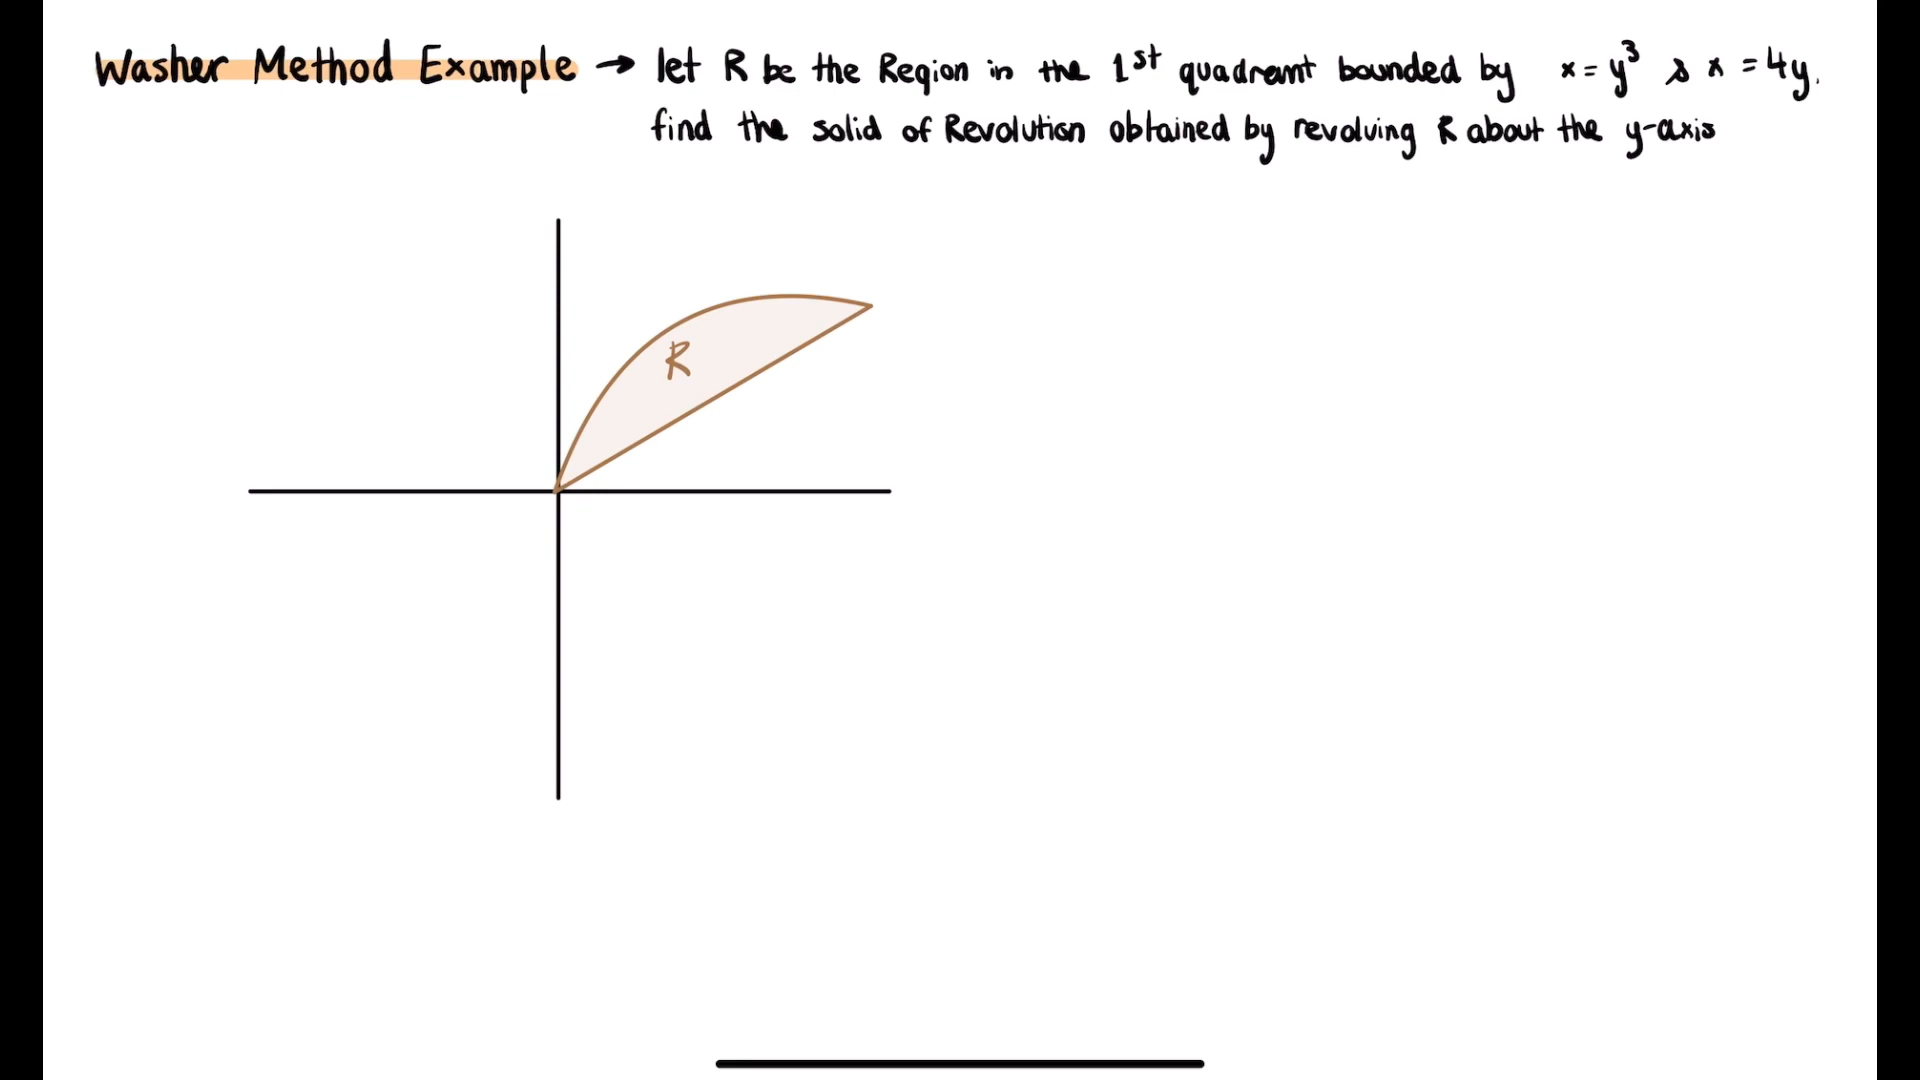 Washer Method Example → let R be the Region in the 1st quadrant bounded by x = y³ & x = 4y.
find the solid of Revolution obtained by revolving R about the y-axis
R